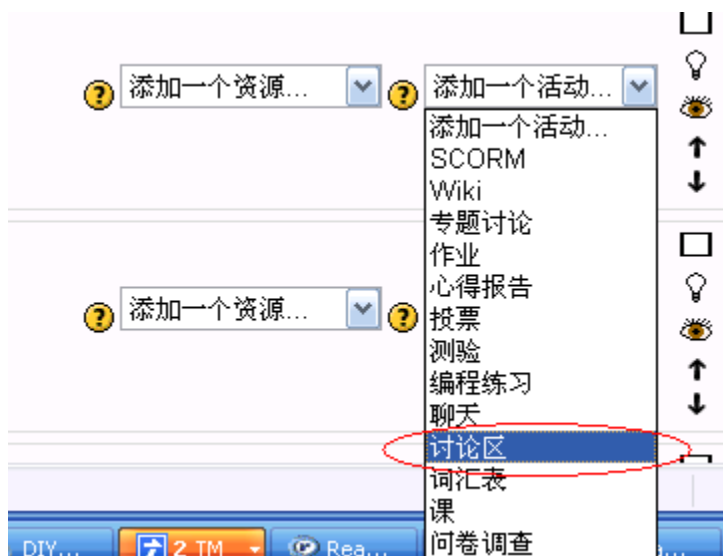 添加一个资源... 添加一个活动...
添加一个活动...
SCORM
Wiki
专题讨论
作业
添加一个资源...
心得报告
投票
测验
编程练习
聊天
讨论区
词汇表
课
问卷调查
DIY... 2 TM Rea... a...